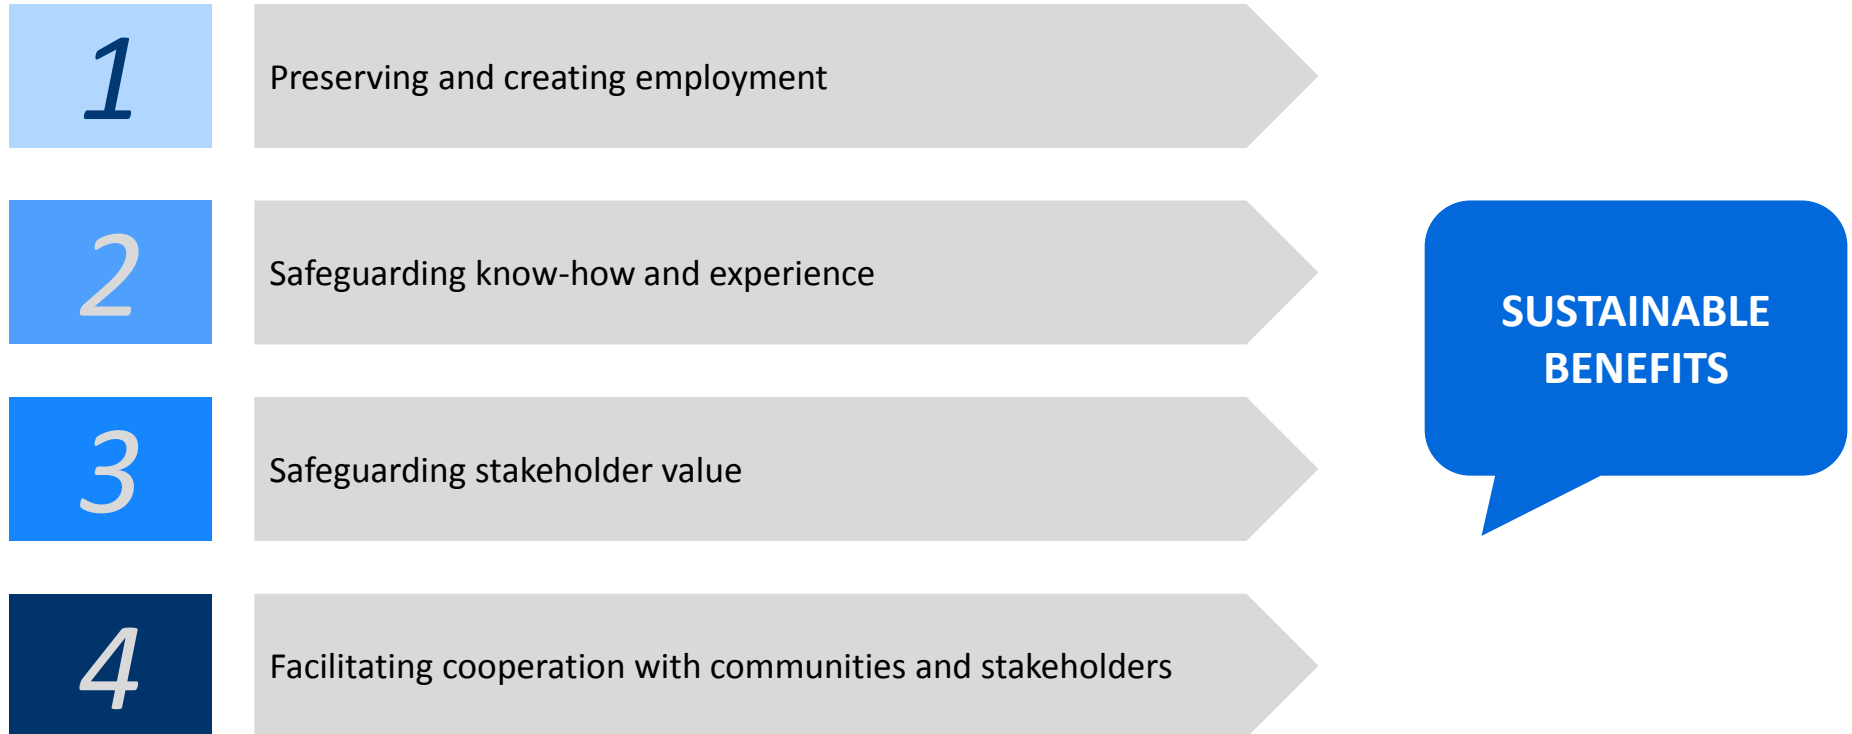 1
Preserving and creating employment
2
Safeguarding know-how and experience
3
Safeguarding stakeholder value
4
Facilitating cooperation with communities and stakeholders
SUSTAINABLE
BENEFITS